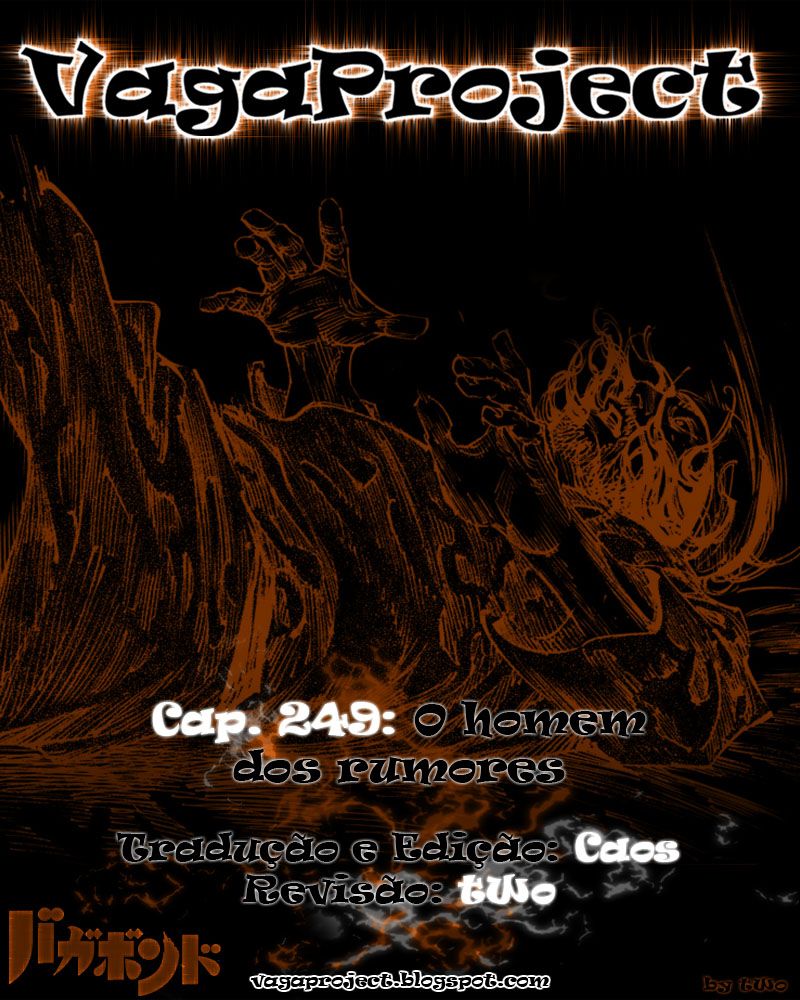 VagaProject
Cap. 249: O homem
dos rumores
Tradução e Edição: Caos
Revisão: tWo
バガボンド
vagaproject.blogspot.com
by tWo